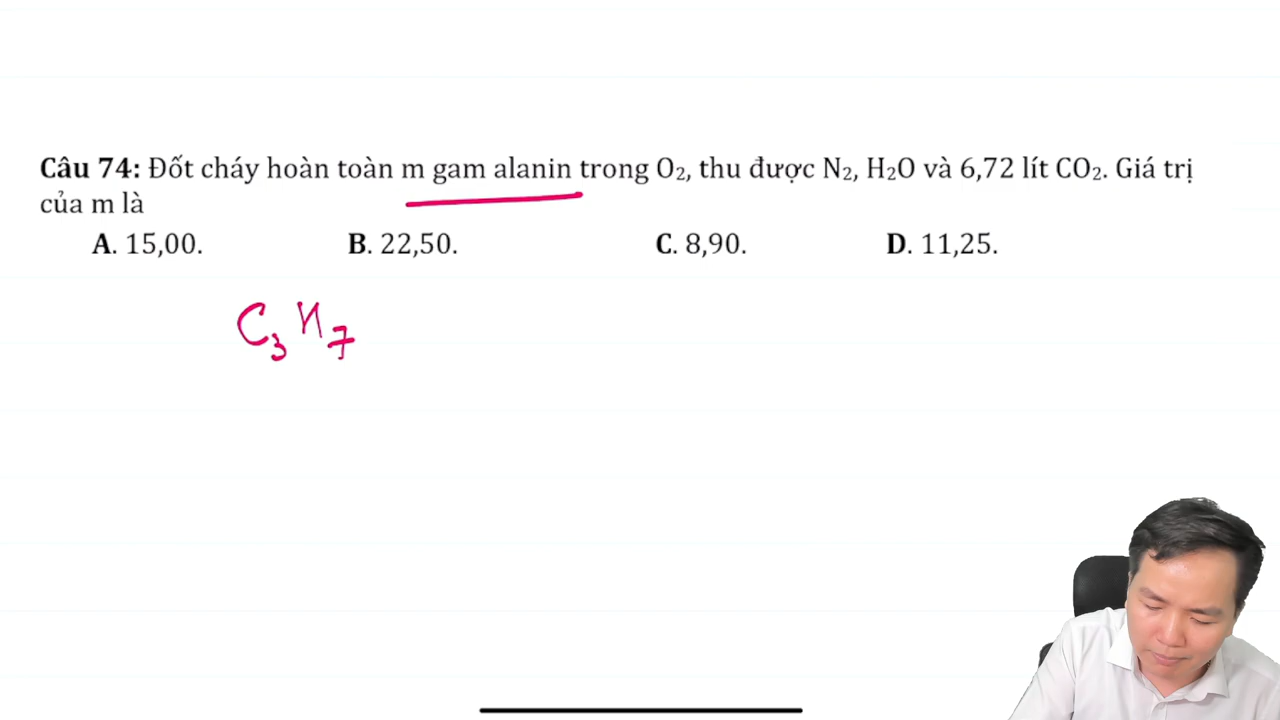 Câu 74: Đốt cháy hoàn toàn m gam alanin trong O₂, thu được N₂, H₂O và 6,72 lít CO₂. Giá trị
của m là
A. 15,00. B. 22,50. C. 8,90. D. 11,25.
C₃H₇